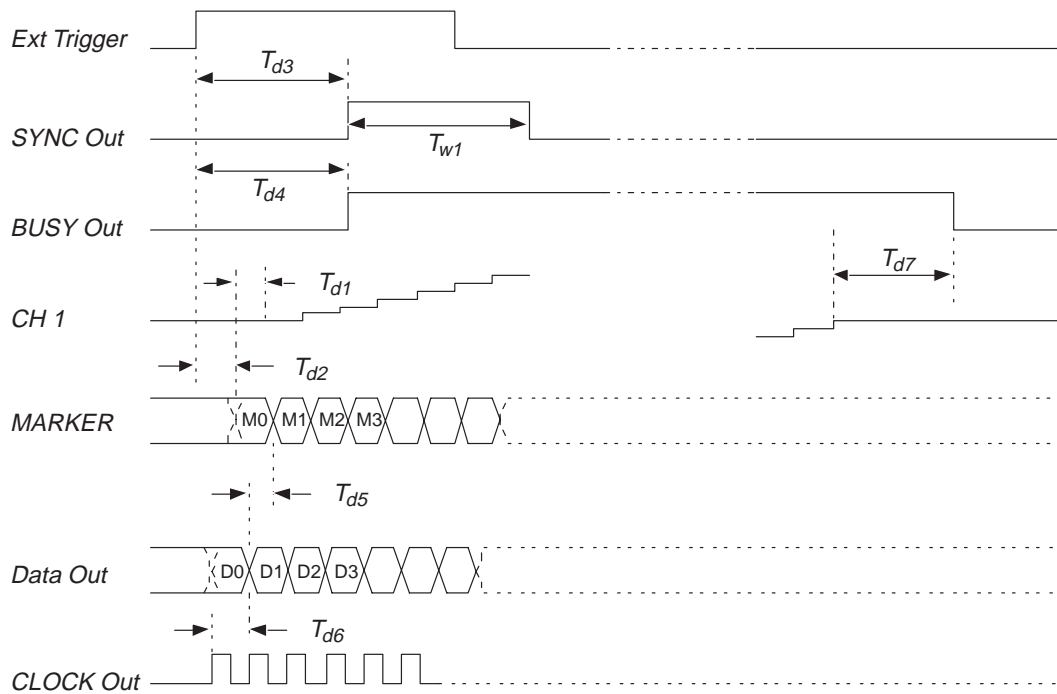 Ext Trigger
Td3
SYNC Out
Tw1
Td4
BUSY Out
Td1
Td7
CH 1
Td2
MARKER
M0 M1 M2 M3
Td5
Data Out
D0 D1 D2 D3
Td6
CLOCK Out